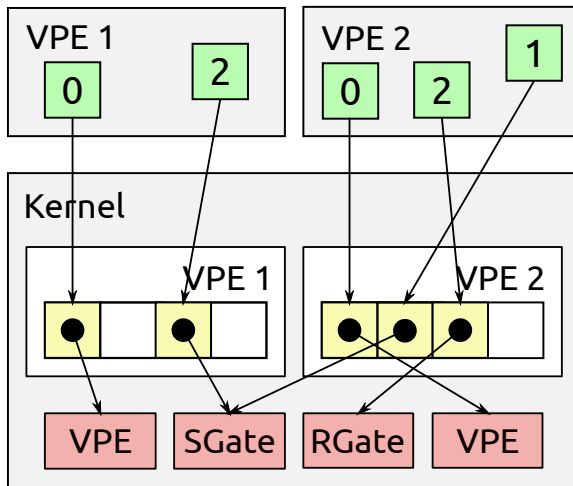 VPE 1
0
2
VPE 2
0
2
1
Kernel
VPE 1
VPE 2
VPE
SGate
RGate
VPE